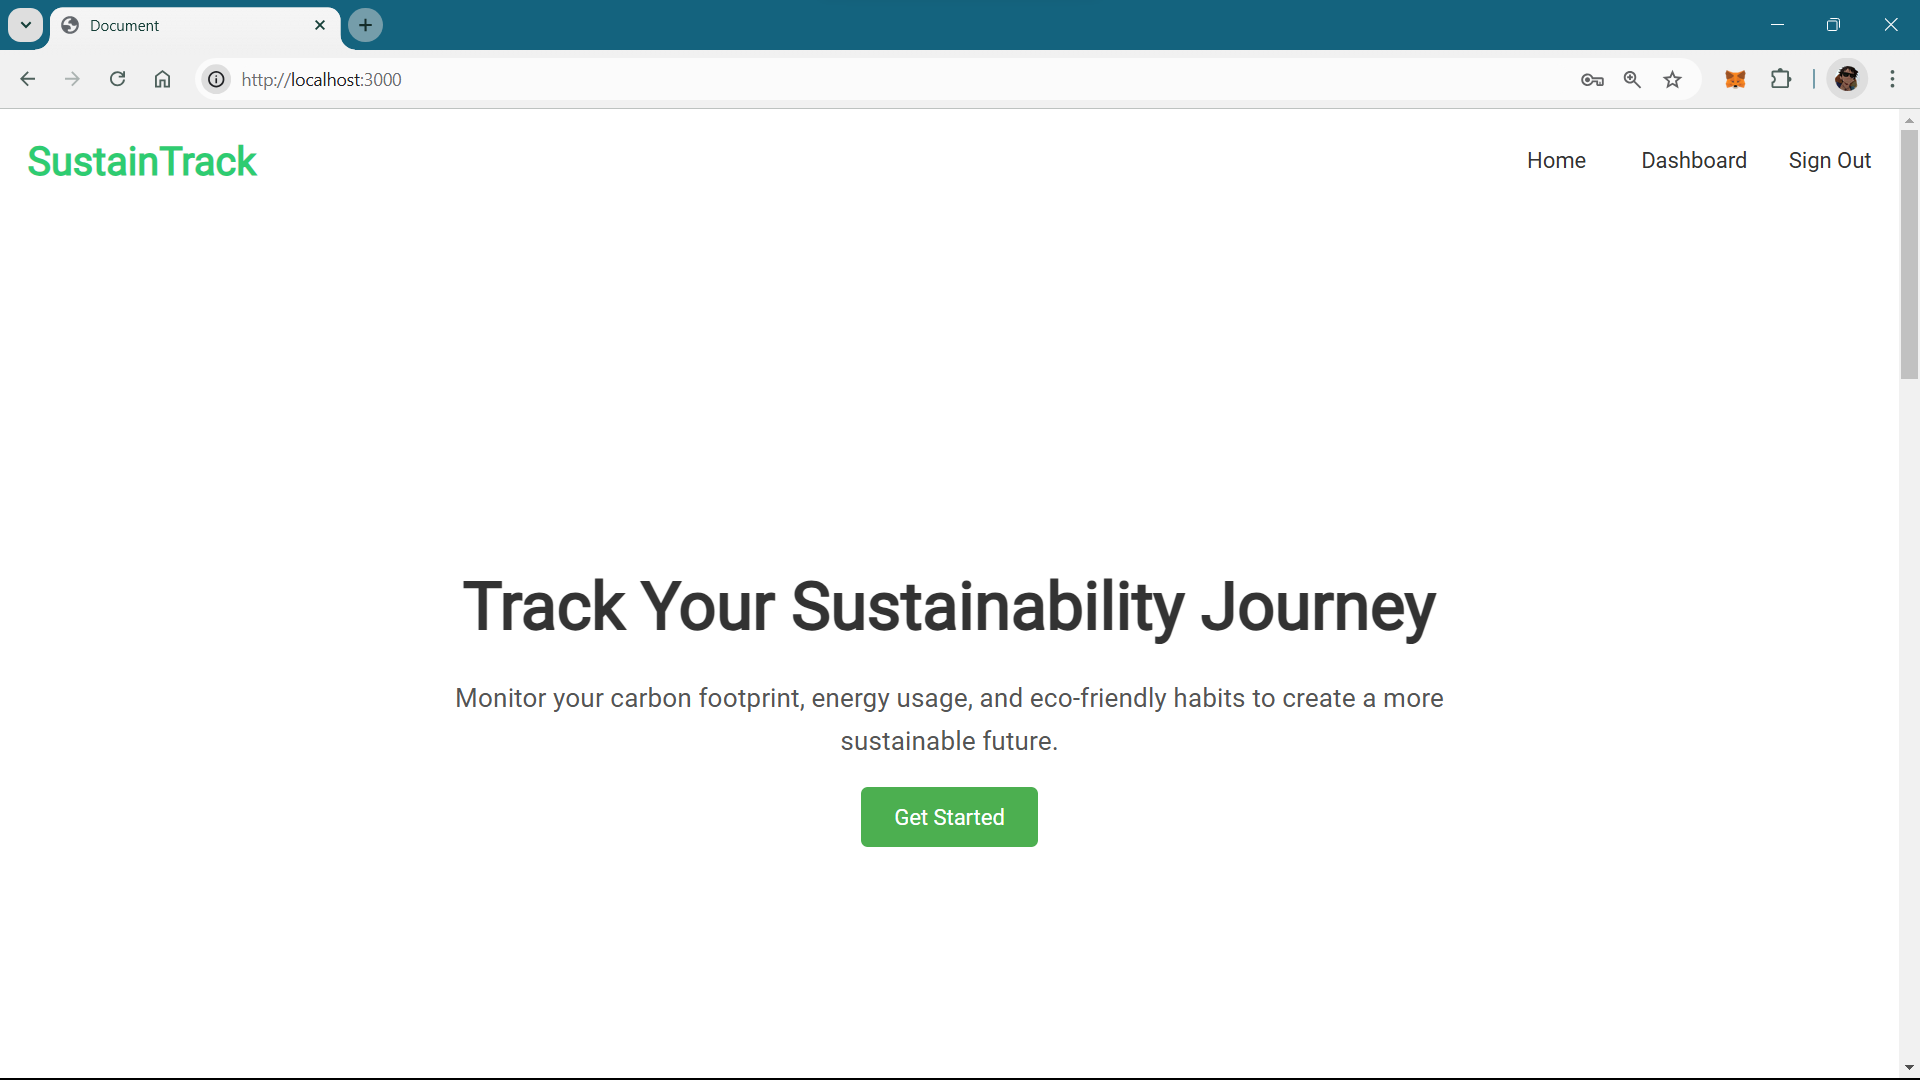 Document
http://localhost:3000
SustainTrack
Home Dashboard Sign Out
Track Your Sustainability Journey
Monitor your carbon footprint, energy usage, and eco-friendly habits to create a more
sustainable future.
Get Started